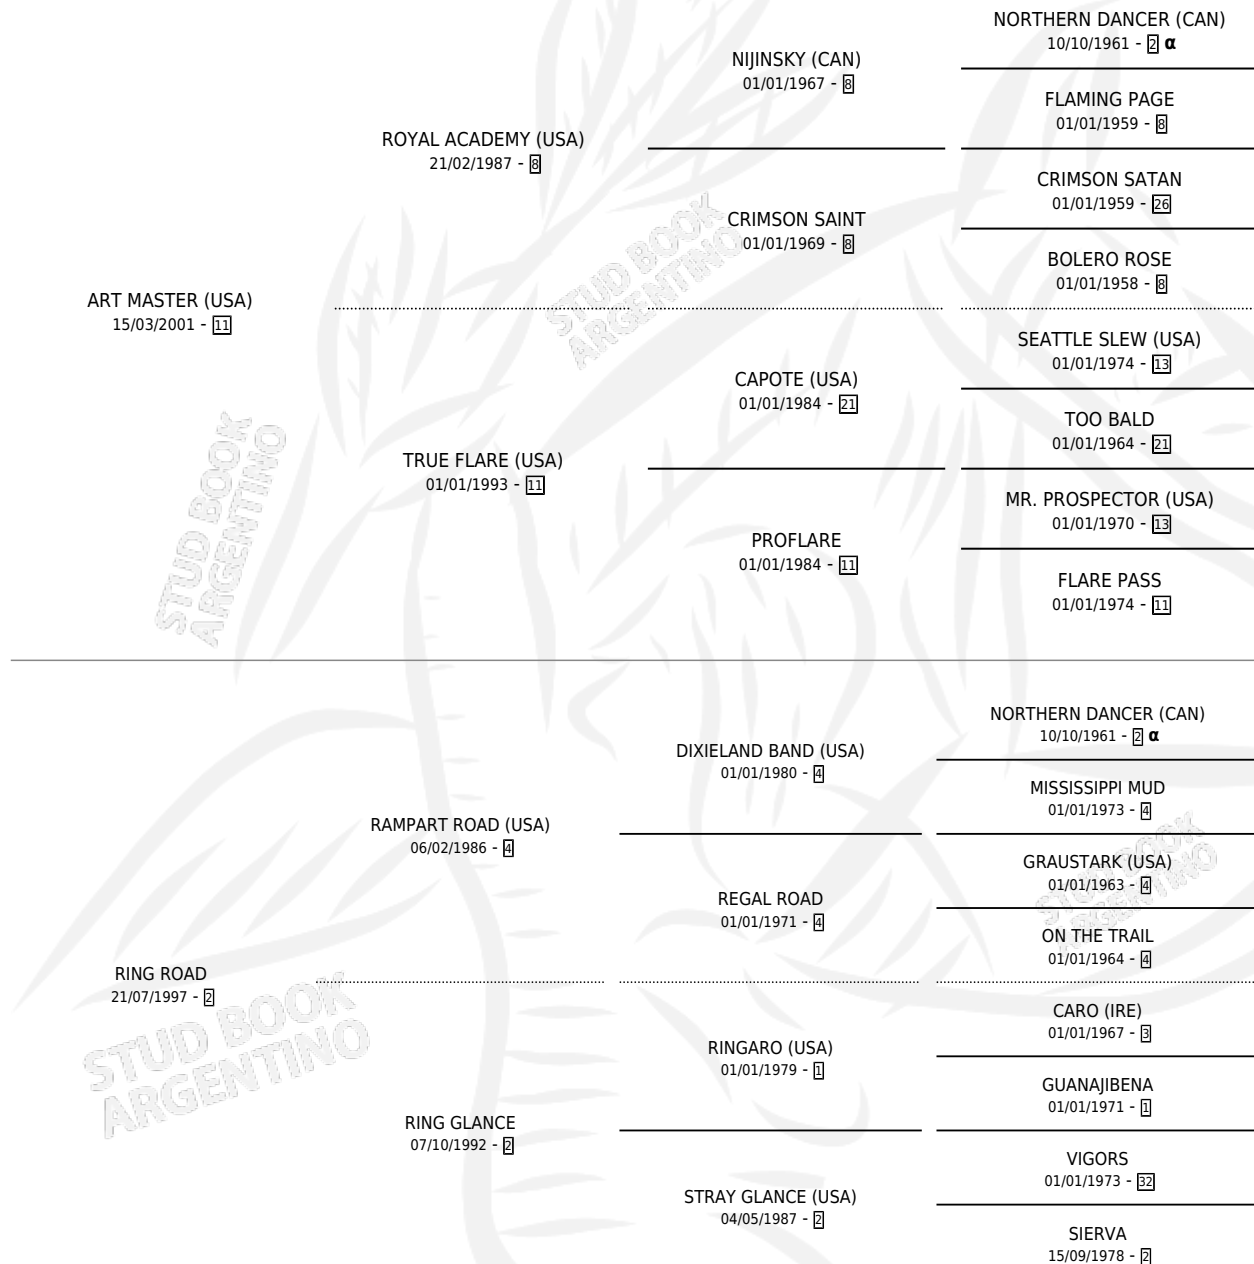 NORTHERN DANCER (CAN)
10/10/1961 - 2 α
NIJINSKY (CAN)
01/01/1967 - 8
FLAMING PAGE
01/01/1959 - 8
ROYAL ACADEMY (USA)
21/02/1987 - 8
CRIMSON SATAN
01/01/1959 - 26
CRIMSON SAINT
01/01/1969 - 8
BOLERO ROSE
01/01/1958 - 8
ART MASTER (USA)
15/03/2001 - 11
SEATTLE SLEW (USA)
01/01/1974 - 13
CAPOTE (USA)
01/01/1984 - 21
TOO BALD
01/01/1964 - 21
TRUE FLARE (USA)
01/01/1993 - 11
MR. PROSPECTOR (USA)
01/01/1970 - 13
PROFLARE
01/01/1984 - 11
FLARE PASS
01/01/1974 - 11
NORTHERN DANCER (CAN)
10/10/1961 - 2 α
DIXIELAND BAND (USA)
01/01/1980 - 4
MISSISSIPPI MUD
01/01/1973 - 4
RAMPART ROAD (USA)
06/02/1986 - 4
GRAUSTARK (USA)
01/01/1963 - 4
REGAL ROAD
01/01/1971 - 4
ON THE TRAIL
01/01/1964 - 4
RING ROAD
21/07/1997 - 2
CARO (IRE)
01/01/1967 - 3
RINGARO (USA)
01/01/1979 - 1
GUANAJIBENA
01/01/1971 - 1
RING GLANCE
07/10/1992 - 2
VIGORS
01/01/1973 - 32
STRAY GLANCE (USA)
04/05/1987 - 2
SIERVA
15/09/1978 - 2
STUD BOOK
ARGENTINO
STUD BOOK
ARGENTINO
STUD BOOK
ARGENTINO
STUD BOOK
ARGENTINO